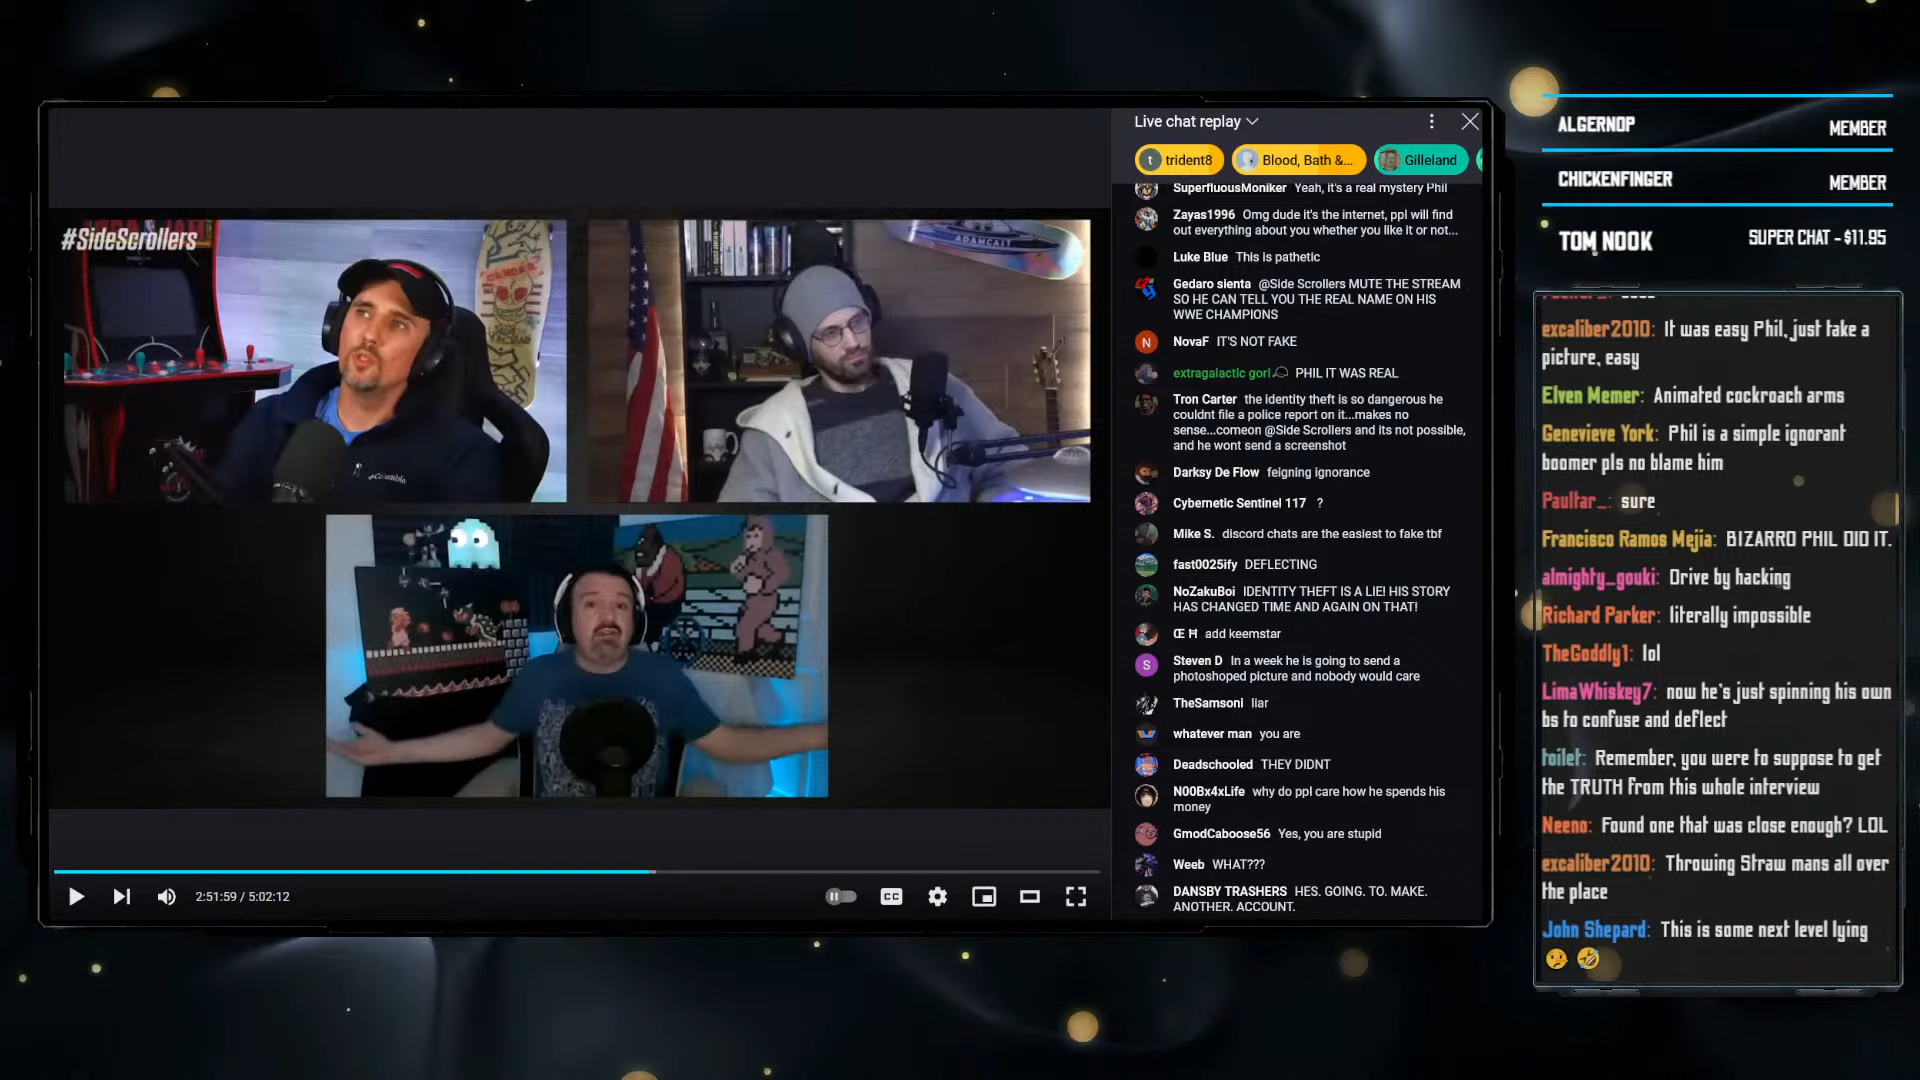 #SideScrollers
DANGER
ADAMCAIT
Columbia
2:51:59 / 5:02:12
CC
Live chat replay
t trident8
Blood, Bath &...
Gilleland
SuperfluousMoniker Yeah, it's a real mystery Phil
Zayas1996 Omg dude it's the internet, ppl will find
out everything about you whether you like it or not...
Luke Blue This is pathetic
Gedaro sienta @Side Scrollers MUTE THE STREAM
SO HE CAN TELL YOU THE REAL NAME ON HIS
WWE CHAMPIONS
N NovaF IT'S NOT FAKE
extragalactic gorl PHIL IT WAS REAL
Tron Carter the identity theft is so dangerous he
couldnt file a police report on it...makes no
sense...comeon @Side Scrollers and its not possible,
and he wont send a screenshot
Darksy De Flow feigning ignorance
Cybernetic Sentinel 117 ?
Mike S. discord chats are the easiest to fake tbf
fast0025ify DEFLECTING
NoZakuBoi IDENTITY THEFT IS A LIE! HIS STORY
HAS CHANGED TIME AND AGAIN ON THAT!
Œ Ħ add keemstar
S Steven D In a week he is going to send a
photoshoped picture and nobody would care
TheSamsoni liar
whatever man you are
Deadschooled THEY DIDNT
N00Bx4xLife why do ppl care how he spends his
money
GmodCaboose56 Yes, you are stupid
Weeb WHAT???
DANSBY TRASHERS HES. GOING. TO. MAKE.
ANOTHER. ACCOUNT.
ALGERNOP MEMBER
CHICKENFINGER MEMBER
TOM NOOK SUPER CHAT - $11.95
excaliber2010: It was easy Phil, just take a
picture, easy
Elven Memer: Animated cockroach arms
Genevieve York: Phil is a simple ignorant
boomer pls no blame him
Paultar_: sure
Francisco Ramos Mejia: BIZARRO PHIL DID IT.
almighty_gouki: Drive by hacking
Richard Parker: literally impossible
TheGoddly1: lol
LimaWhiskey7: now he's just spinning his own
bs to confuse and deflect
toilet: Remember, you were to suppose to get
the TRUTH from this whole interview
Neeno: Found one that was close enough? LOL
excaliber2010: Throwing Straw mans all over
the place
John Shepard: This is some next level lying